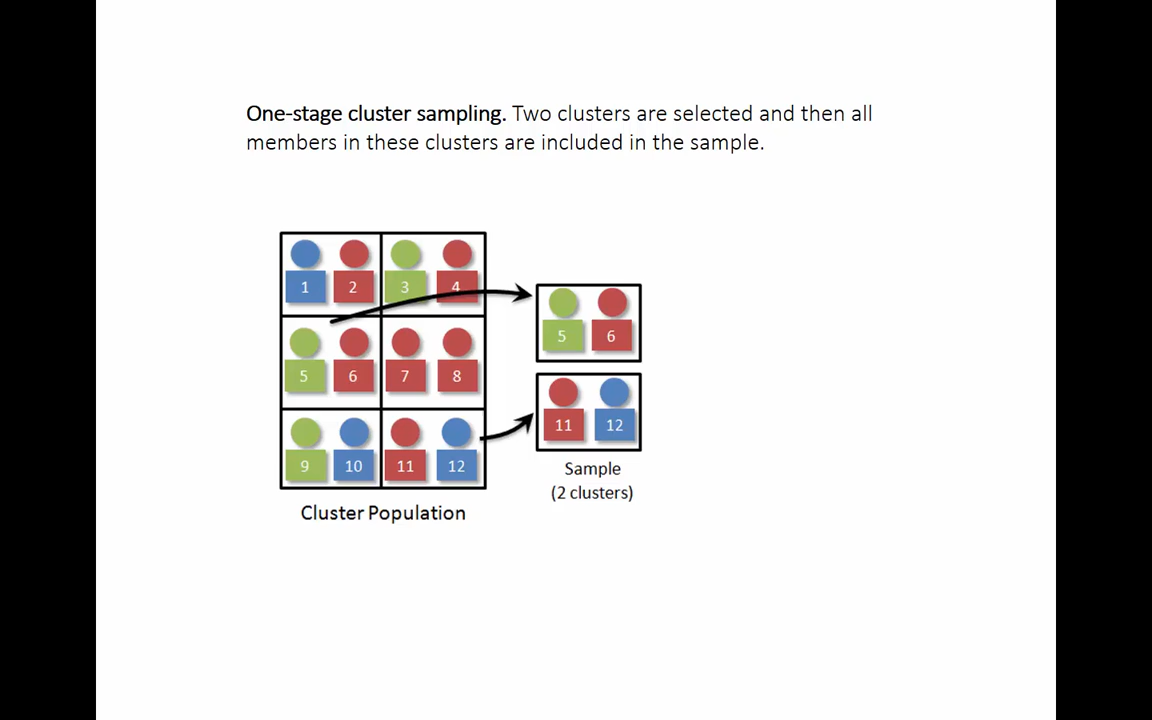 One-stage cluster sampling. Two clusters are selected and then all
members in these clusters are included in the sample.
1 2 3 4
5 6 7 8
9 10 11 12
Cluster Population
5 6
11 12
Sample
(2 clusters)